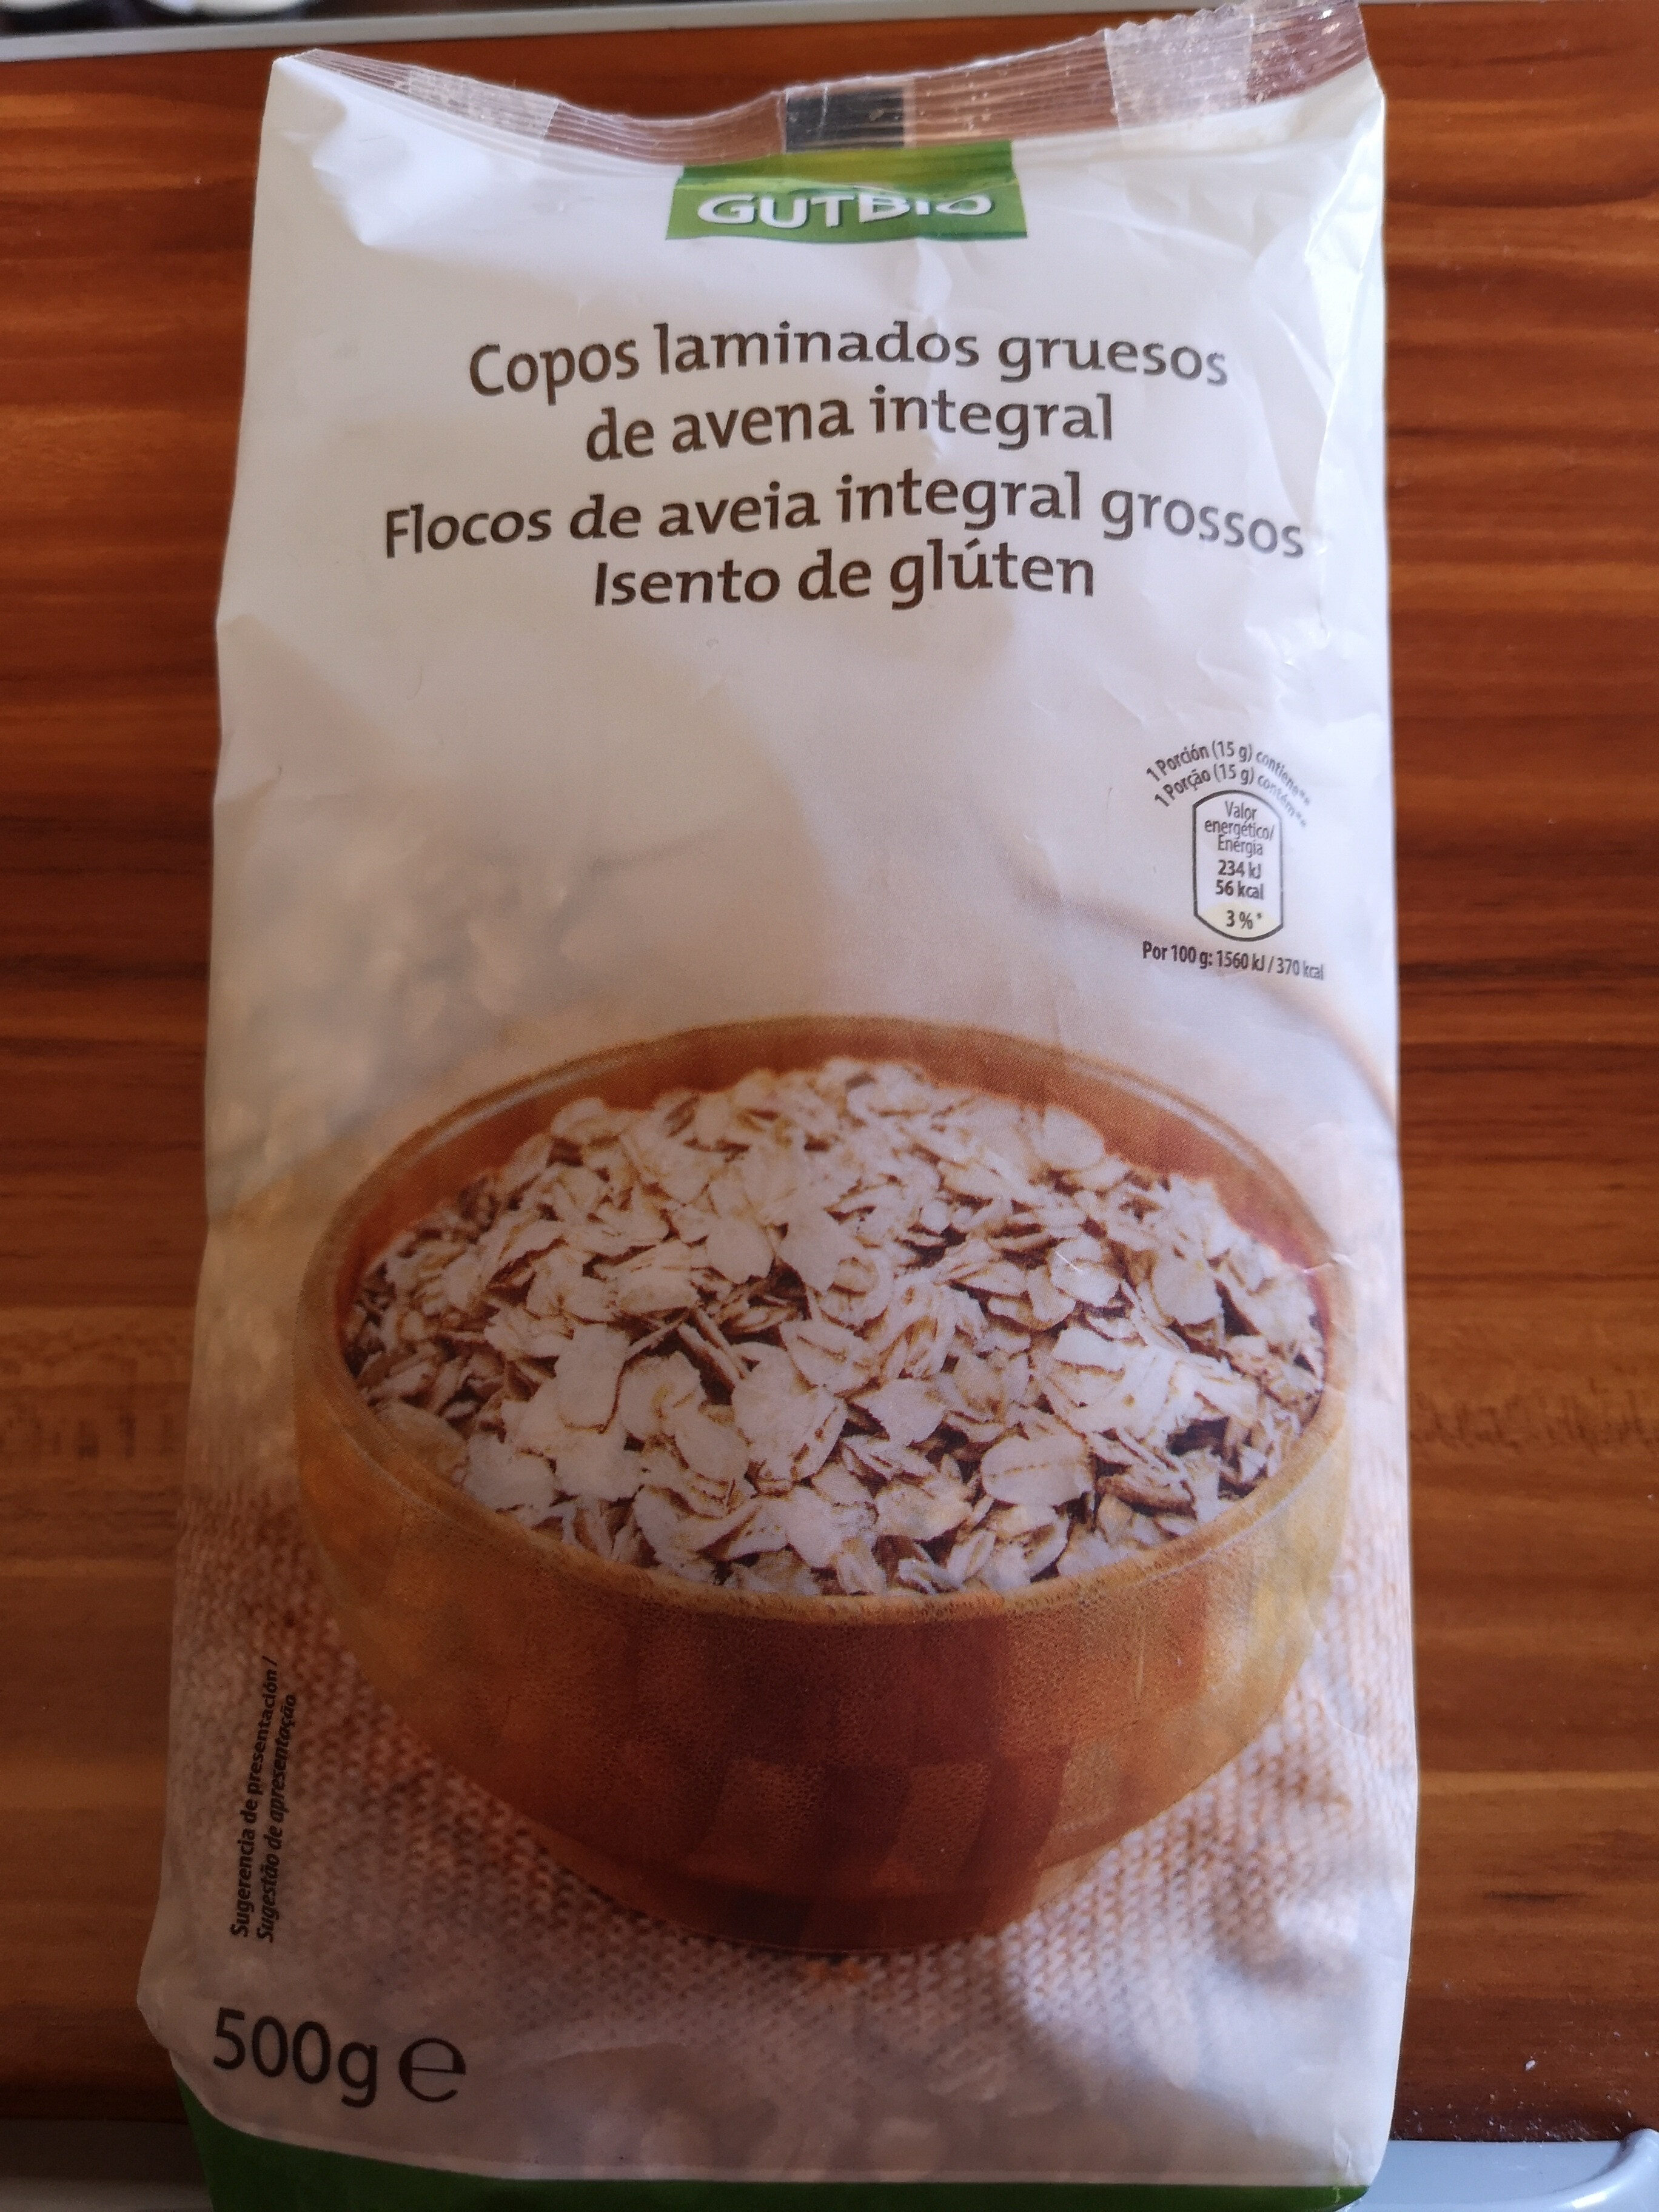 GUTBIO
Copos laminados gruesos
de avena integral
Flocos de aveia integral grossos
Isento de glúten
1 Porción (15 g) contiene**
1 Porção (15 g) contém**
Valor
energético/
Energia
234 kJ
56 kcal
3 %*
Por 100 g: 1560 kJ / 370 kcal
Sugerencia de presentación /
Sugestão de apresentação
500g e